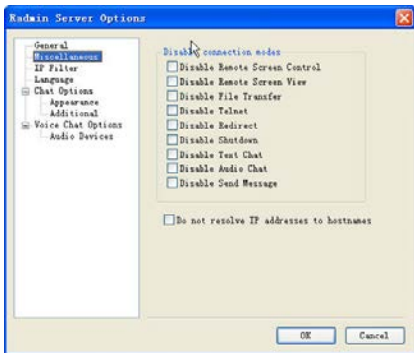 Radmin Server Options
General
Miscellaneous
IP Filter
Language
Chat Options
Appearance
Additional
Voice Chat Options
Audio Devices
Disable connection modes
Disable Remote Screen Control
Disable Remote Screen View
Disable File Transfer
Disable Telnet
Disable Redirect
Disable Shutdown
Disable Text Chat
Disable Audio Chat
Disable Send Message
Do not resolve IP addresses to hostnames
OK
Cancel